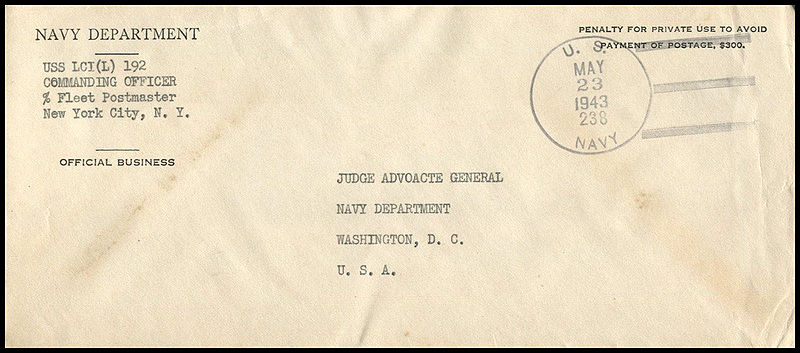 NAVY DEPARTMENT
USS LCI(L) 192
COMMANDING OFFICER
% Fleet Postmaster
New York City, N. Y.
OFFICIAL BUSINESS
PENALTY FOR PRIVATE USE TO AVOID
PAYMENT OF POSTAGE, $300.
U. S.
MAY
23
1943
238
NAVY
JUDGE ADVOACTE GENERAL
NAVY DEPARTMENT
WASHINGTON, D. C.
U. S. A.